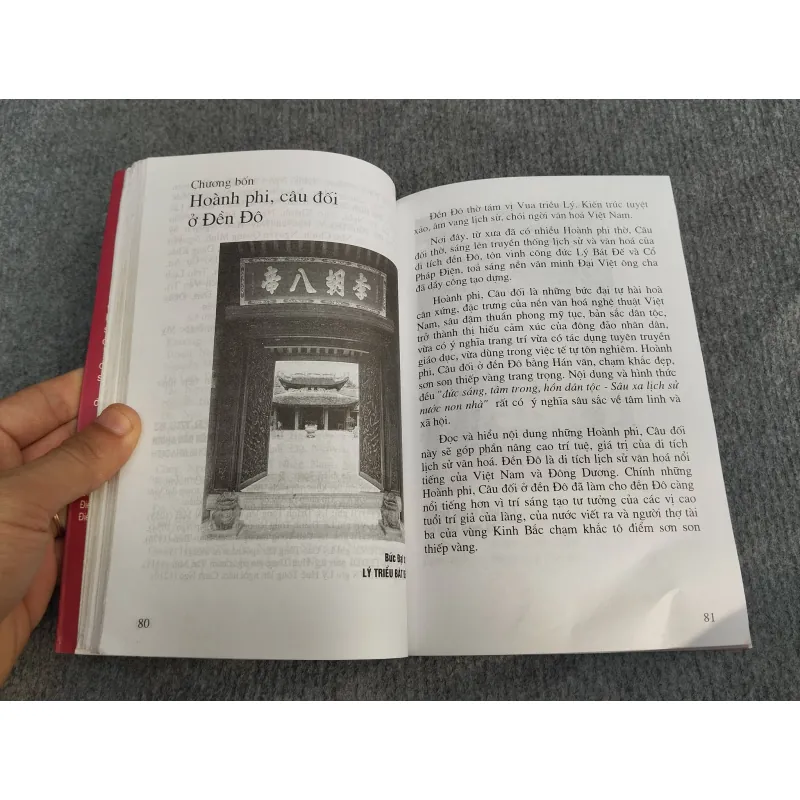 Chương bốn
Hoành phi, câu đối
ở Đền Đô
帝八朝李
Bức Đại
LÝ TRIỀU BÁT
80
Đền Đô thờ tám vị Vua triều Lý. Kiến trúc tuyệt
xảo, âm vang lịch sử, chói ngời văn hoá Việt Nam.
Nơi đây, từ xưa đã có nhiều Hoành phi thờ, Câu
đối thờ, sáng lên truyền thống lịch sử và văn hoá của
di tích đền Đô, tôn vinh công đức Lý Bát Đế và Cổ
Pháp Điện, toả sáng nền văn minh Đại Việt ông cha
đã dầy công tạo dựng.
Hoành phi, Câu đối là những bức đại tự hài hoà
cân xứng, đặc trưng của nền văn hoá nghệ thuật Việt
Nam, sâu đậm thuần phong mỹ tục, bản sắc dân tộc,
trở thành thị hiếu cảm xúc của đông đảo nhân dân,
vừa có ý nghĩa trang trí vừa có tác dụng tuyên truyền
giáo dục, vừa dùng trong việc tế tự tôn nghiêm. Hoành
phi, Câu đối ở đền Đô bằng Hán văn, chạm khắc đẹp,
sơn son thiếp vàng trang trọng. Nội dung và hình thức
đều "đức sáng, tâm trong, hồn dân tộc - Sâu xa lịch sử
nước non nhà" rất có ý nghĩa sâu sắc về tâm linh và
xã hội.
Đọc và hiểu nội dung những Hoành phi, Câu đối
này sẽ góp phần nâng cao trí tuệ, giá trị của di tích
lịch sử văn hoá. Đền Đô là di tích lịch sử văn hoá nổi
tiếng của Việt Nam và Đông Dương. Chính những
Hoành phi, Câu đối ở đền Đô đã làm cho đền Đô càng
nổi tiếng hơn vị trí sáng tạo tư tưởng của các vị cao
tuổi trí giả của làng, của nước viết ra và người thợ tài
ba của vùng Kinh Bắc chạm khắc tô điểm sơn son
thiếp vàng.
81